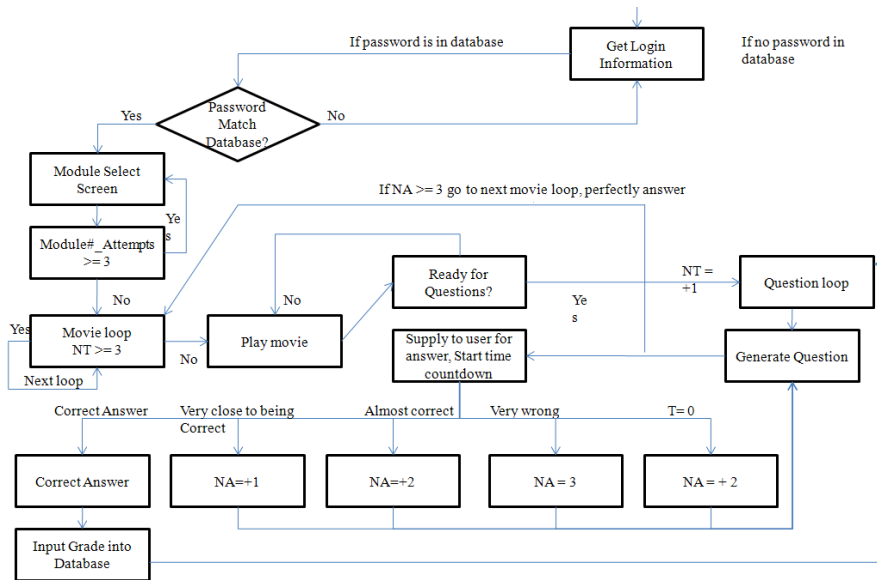 If password is in database
Get Login
Information
If no password in
database
Password
Match
Database?
Yes
No
Module Select
Screen
If NA >= 3 go to next movie loop, perfectly answer
Ye
s
Module#_Attempts
>= 3
Ready for
Questions?
NT =
+1
Question loop
No
No
Ye
s
Yes
Movie loop
NT >= 3
Play movie
No
Supply to user for
answer, Start time
countdown
Generate Question
Next loop
Correct Answer
Very close to being
Correct
Almost correct
Very wrong
T= 0
Correct Answer
NA=+1
NA=+2
NA = 3
NA = + 2
Input Grade into
Database